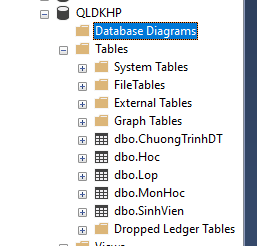 QLDKHP
Database Diagrams
Tables
System Tables
FileTables
External Tables
Graph Tables
dbo.ChuongTrinhDT
dbo.Hoc
dbo.Lop
dbo.MonHoc
dbo.SinhVien
Dropped Ledger Tables
Views